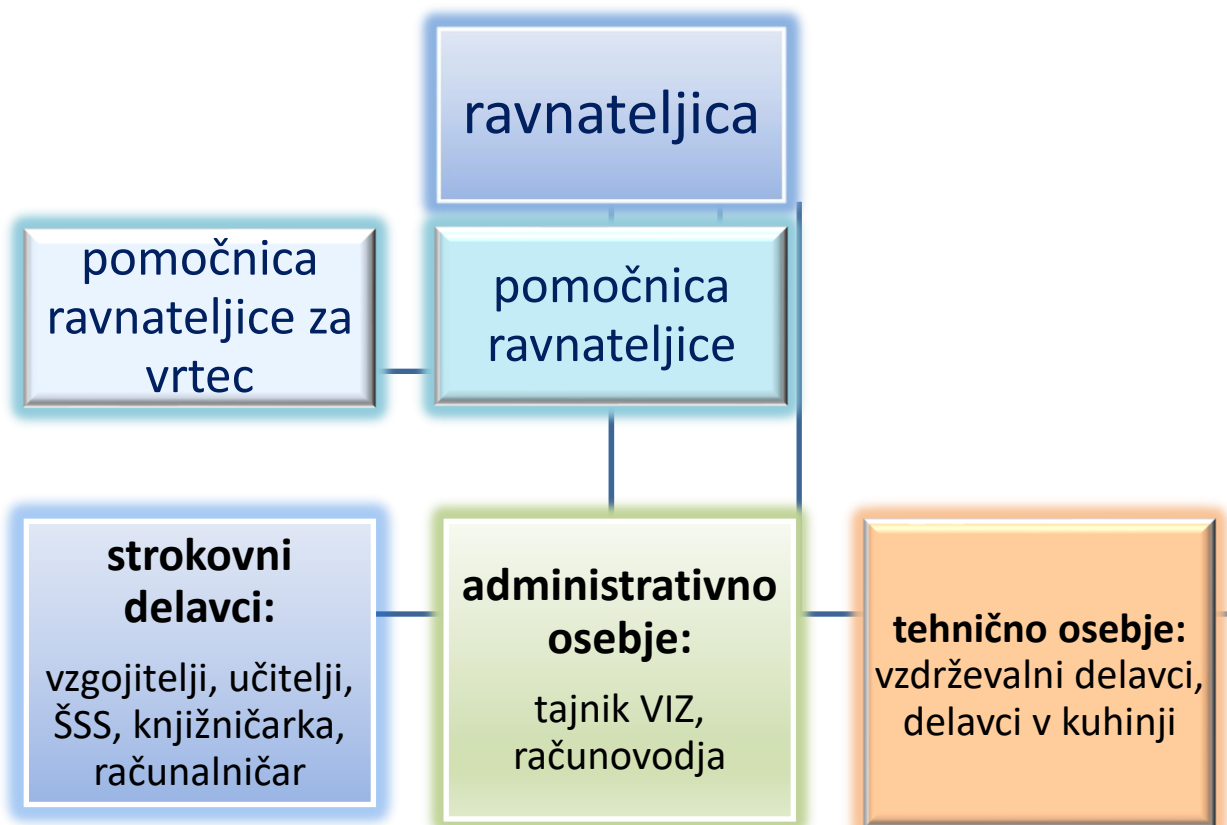 ravnateljica
pomočnica
ravnateljice za
vrtec
pomočnica
ravnateljice
strokovni
delavci:
vzgojitelji, učitelji,
ŠSS, knjižničarka,
računalničar
administrativno
osebje:
tajnik VIZ,
računovodja
tehnično osebje:
vzdrževalni delavci,
delavci v kuhinji